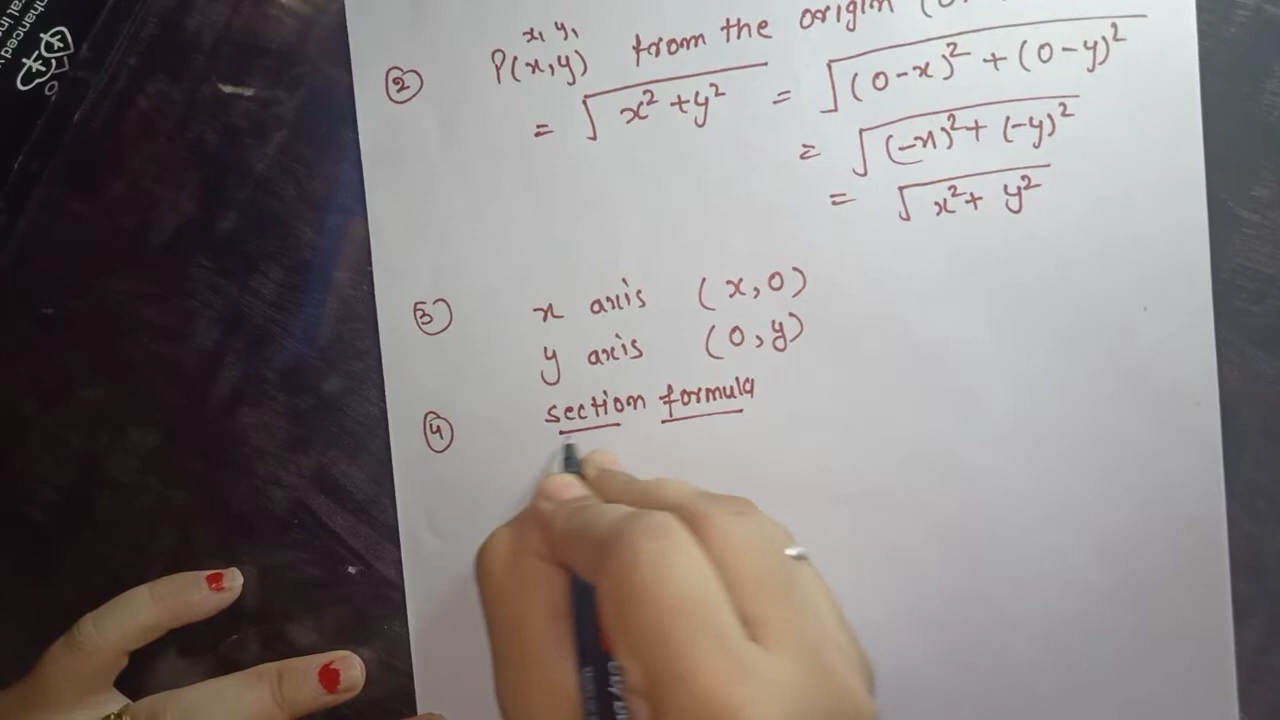 x₁ y₁
② P(x,y) from the origin (0
= √(x² + y²) = √((0-x)² + (0-y)²)
= √((-x)² + (-y)²)
= √(x² + y²)
③ x axis (x,0)
y axis (0,y)
④ section formula